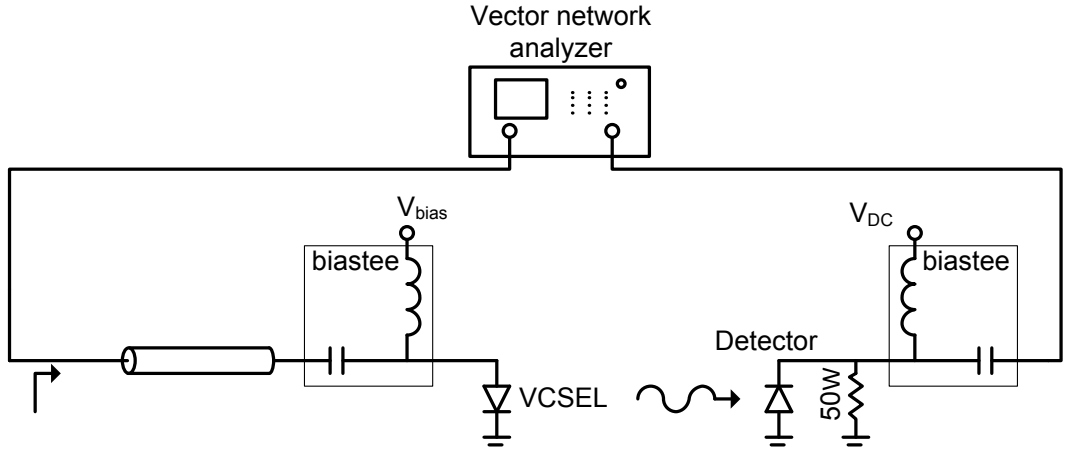 Vector network
analyzer
V_bias
V_DC
biastee
biastee
Detector
VCSEL
50W